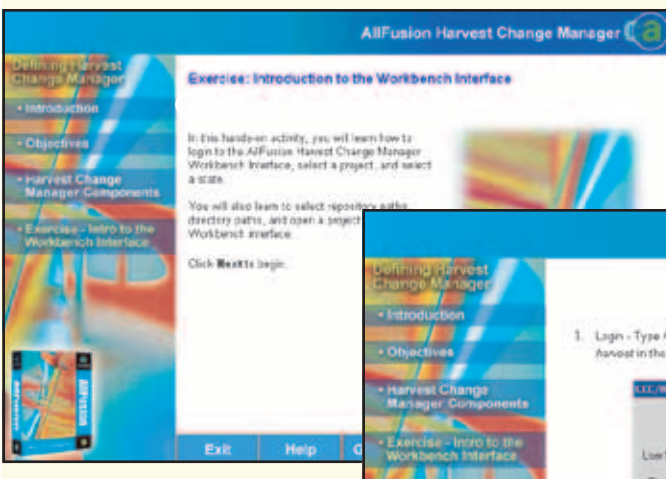 AllFusion Harvest Change Manager
Defining Harvest
Change Manager
• Introduction
• Objectives
• Harvest Change
Manager Components
• Exercise - Intro to the
Workbench Interface
Exercise: Introduction to the Workbench Interface
In this hands-on activity, you will learn how to
login to the AllFusion Harvest Change Manager
Workbench Interface, select a project, and select
a state.
You will also learn to select repository paths
directory paths, and open a project
Workbench interface.
Click Next to begin.
AllFusion
AllFusion
Exit Help
Defining Harvest
Change Manager
• Introduction
• Objectives
• Harvest Change
Manager Components
• Exercise - Intro to the
Workbench Interface
1. Login - Type
harvest in the